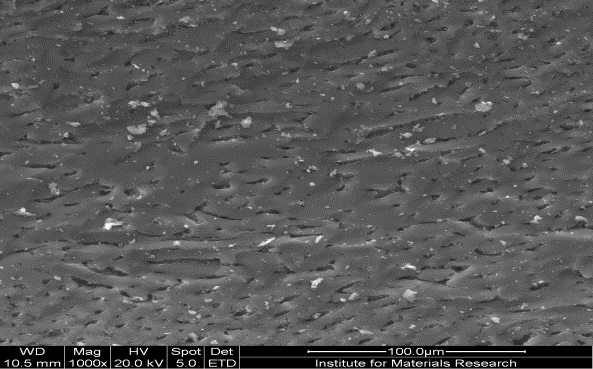 WD Mag HV Spot Det 100.0µm
10.5 mm 1000x 20.0 kV 5.0 ETD Institute for Materials Research